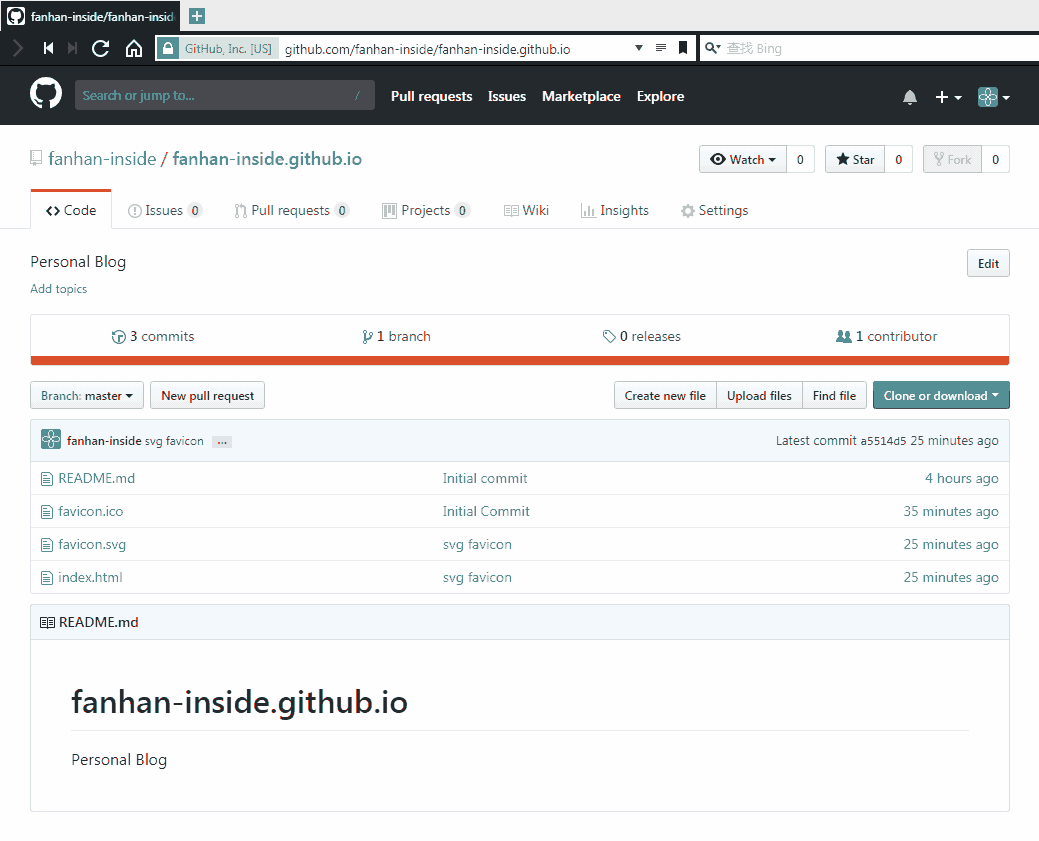 fanhan-inside/fanhan-insid
GitHub, Inc. [US] github.com/fanhan-inside/fanhan-inside.github.io 查找 Bing
Search or jump to... / Pull requests Issues Marketplace Explore
fanhan-inside / fanhan-inside.github.io Watch 0 Star 0 Fork 0
Code Issues 0 Pull requests 0 Projects 0 Wiki Insights Settings
Personal Blog Edit
Add topics
3 commits 1 branch 0 releases 1 contributor
Branch: master New pull request Create new file Upload files Find file Clone or download
fanhan-inside svg favicon ... Latest commit a5514d5 25 minutes ago
README.md Initial commit 4 hours ago
favicon.ico Initial Commit 35 minutes ago
favicon.svg svg favicon 25 minutes ago
index.html svg favicon 25 minutes ago
README.md
fanhan-inside.github.io
Personal Blog